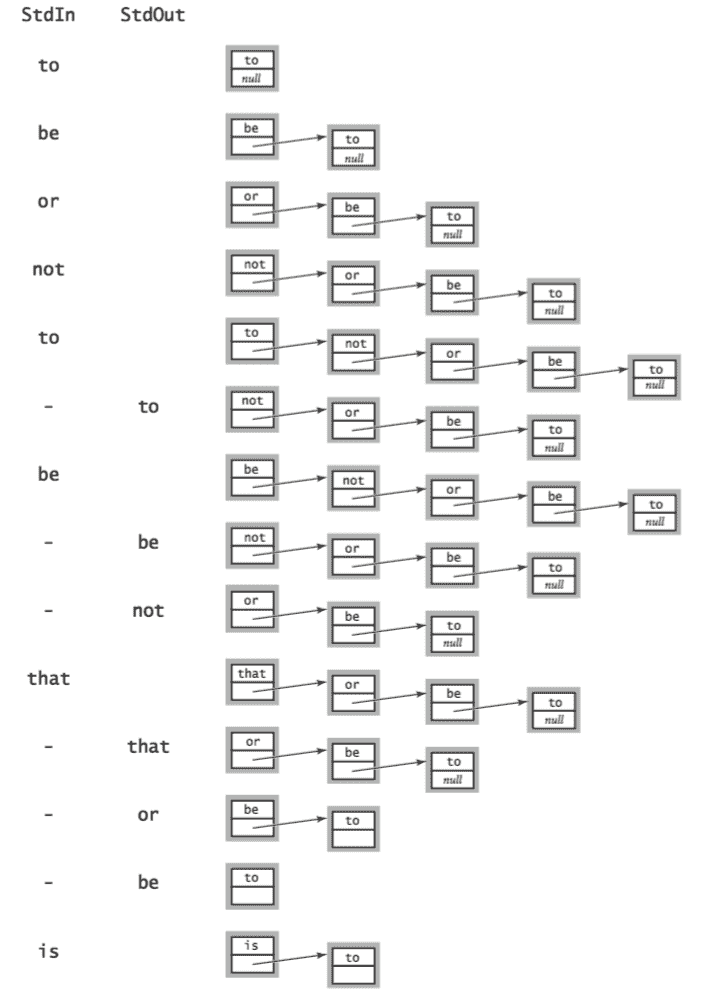 StdIn StdOut
to to
null
be be to
null
or or be to
null
not not or be to
null
to to not or be to
null
- to not or be to
null
be be not or be to
null
- be not or be to
null
- not or be to
null
that that or be to
null
- that or be to
null
- or be to
- be to
is is to